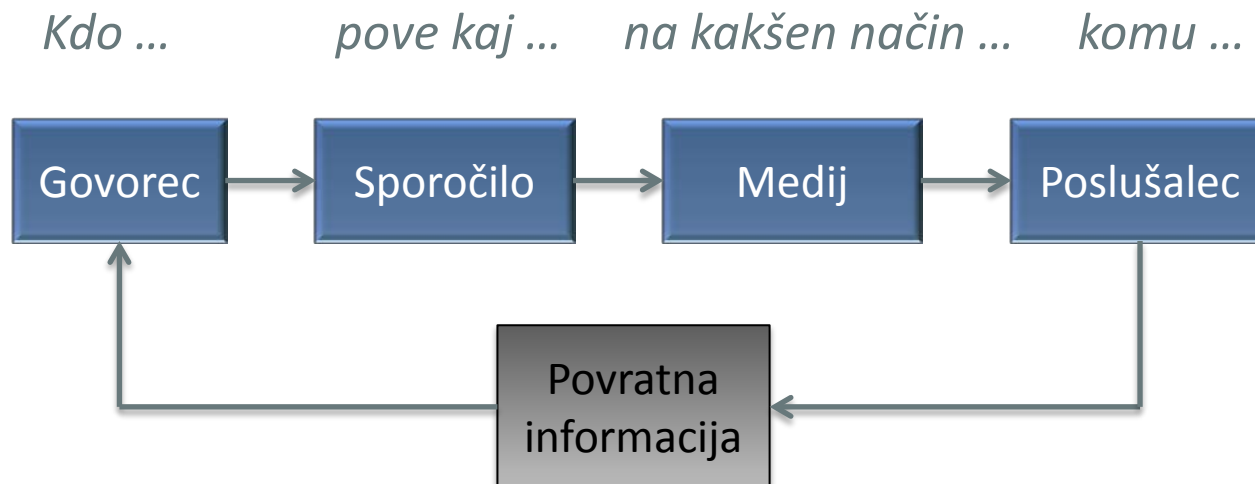 Kdo … pove kaj … na kakšen način … komu …
Govorec Sporočilo Medij Poslušalec
Povratna
informacija